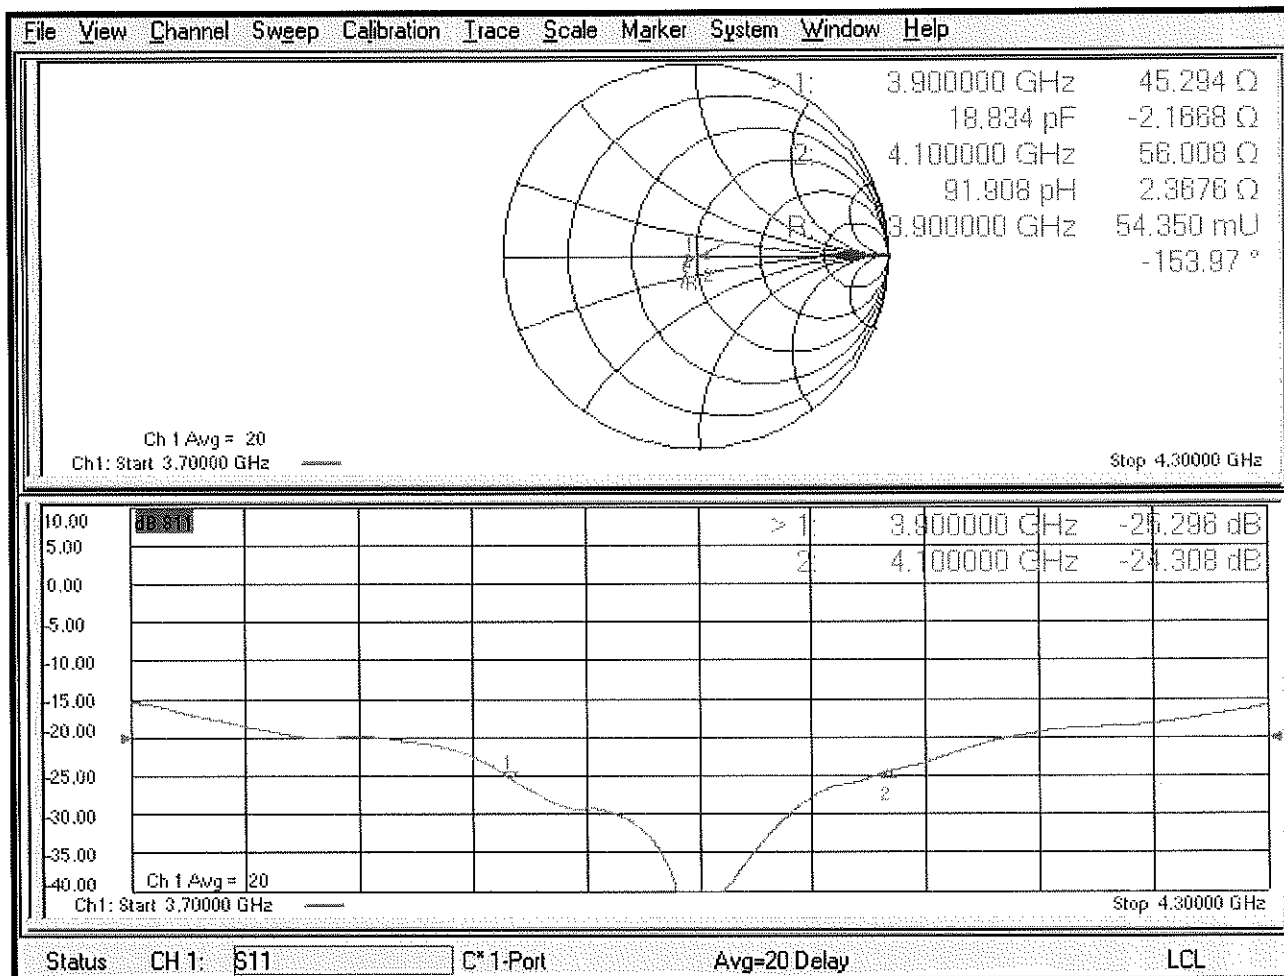 File View Channel Sweep Calibration Trace Scale Marker System Window Help
> 1: 3.900000 GHz 45.294 Ω
18.834 pF -2.1668 Ω
2: 4.100000 GHz 56.008 Ω
91.908 pH 2.3676 Ω
R: 3.900000 GHz 54.350 mU
-153.97 °
1
2
R
Ch 1 Avg = 20
Ch1: Start 3.70000 GHz
Stop 4.30000 GHz
10.00
dB S11
> 1: 3.900000 GHz -25.296 dB
5.00
2: 4.100000 GHz -24.308 dB
0.00
-5.00
-10.00
-15.00
-20.00
-25.00
1
2
-30.00
-35.00
-40.00
Ch 1 Avg = 20
Ch1: Start 3.70000 GHz
Stop 4.30000 GHz
Status CH 1: S11 C* 1-Port Avg=20 Delay LCL